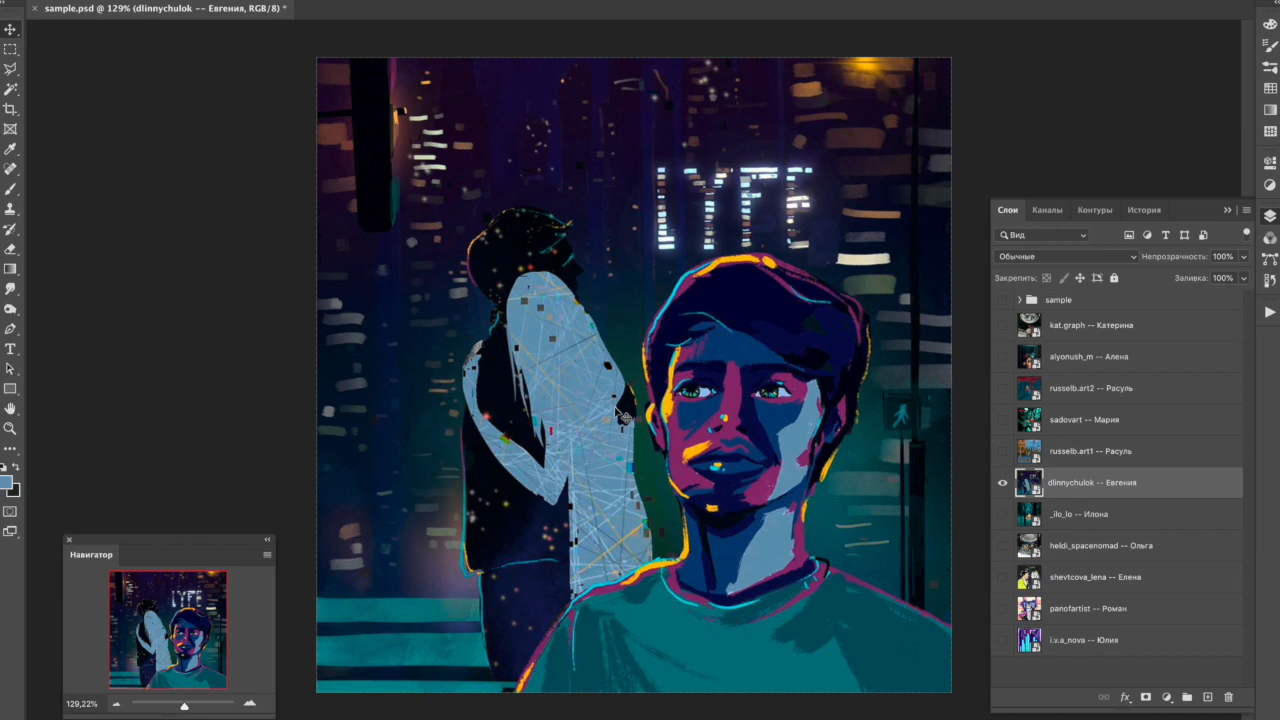 sample.psd @ 129% (dlinnychulok -- Евгения, RGB/8) *
LYFE
Слои Каналы Контуры История
Вид
Обычные Непрозрачность: 100%
Закрепить: Заливка: 100%
sample
kat.graph -- Катерина
alyonush_m -- Алена
russelb.art2 -- Расуль
sadovart -- Мария
russelb.art1 -- Расуль
dlinnychulok -- Евгения
_ilo_lo -- Илона
heldi_spacenomad -- Ольга
shevtcova_lena -- Елена
panofartist -- Роман
i.v.a_nova -- Юлия
fx
Навигатор
LYFE
129,22%